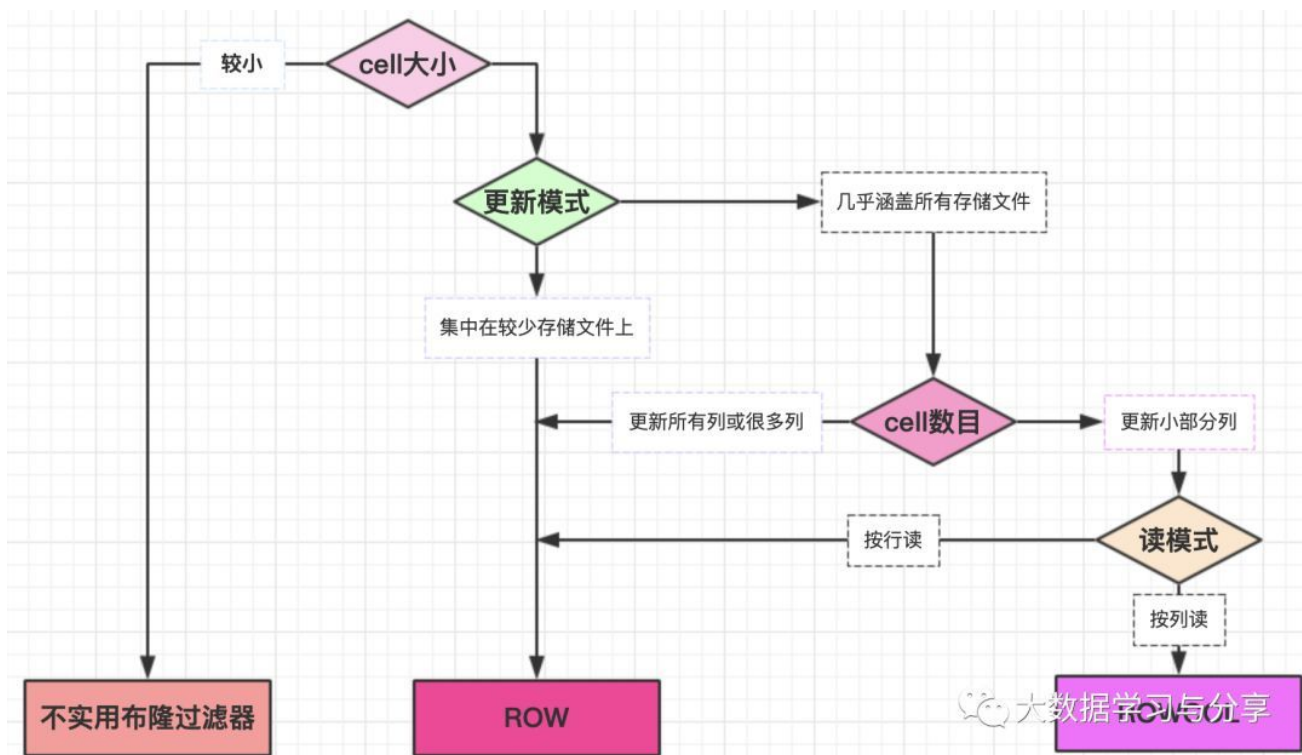 较小
cell大小
更新模式
几乎涵盖所有存储文件
集中在较少存储文件上
更新所有列或很多列
cell数目
更新小部分列
按行读
读模式
按列读
不实用布隆过滤器
ROW
ROWCOL
大数据学习与分享